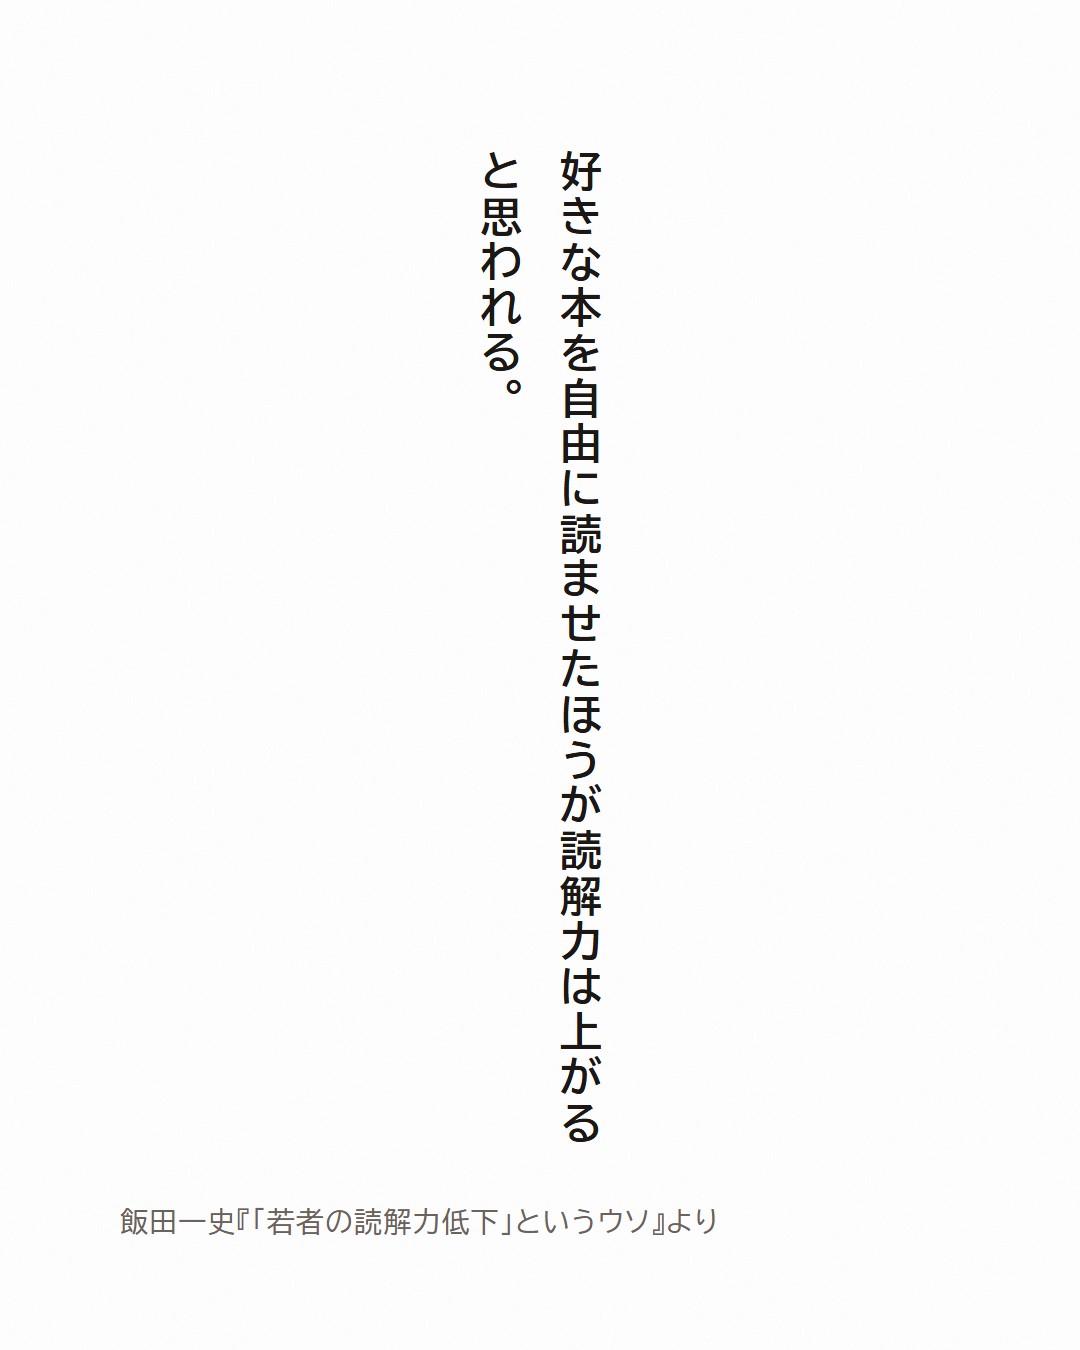 好きな本を自由に読ませたほうが読解力は上がる
と思われる。
飯田一史『「若者の読解力低下」というウソ』より